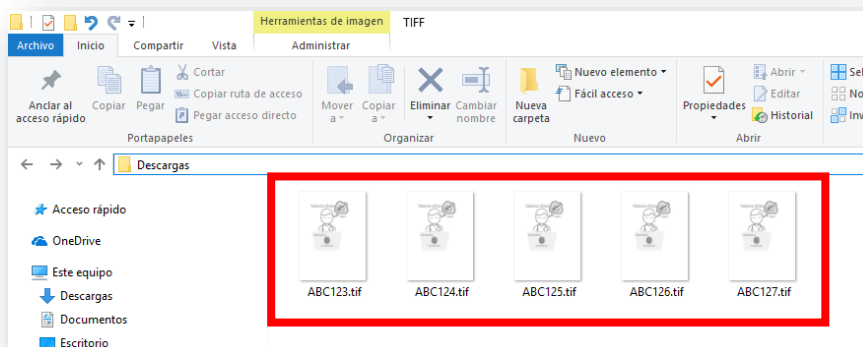 Herramientas de imagen TIFF
Archivo Inicio Compartir Vista Administrar
Anclar al acceso rápido
Copiar
Pegar
Cortar
Copiar ruta de acceso
Pegar acceso directo
Portapapeles
Mover a
Copiar a
Eliminar
Cambiar nombre
Organizar
Nueva carpeta
Nuevo elemento
Fácil acceso
Nuevo
Propiedades
Abrir
Editar
Historial
Abrir
Sel
No
Inv
Descargas
Acceso rápido
OneDrive
Este equipo
Descargas
Documentos
Escritorio
ABC123.tif ABC124.tif ABC125.tif ABC126.tif ABC127.tif